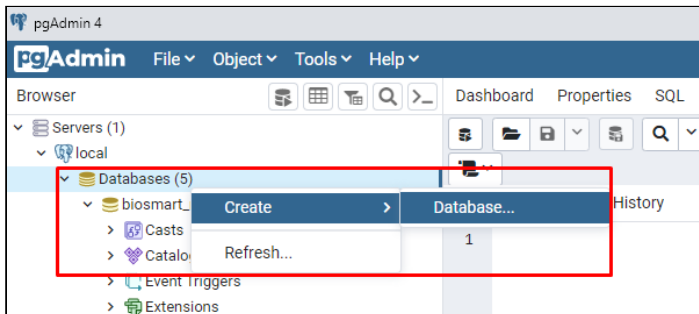 pgAdmin 4
pgAdmin File Object Tools Help
Browser
Dashboard Properties SQL
Servers (1)
local
Databases (5)
biosmart_ Create Database... History
Casts
1
Catalo Refresh...
Event Triggers
Extensions